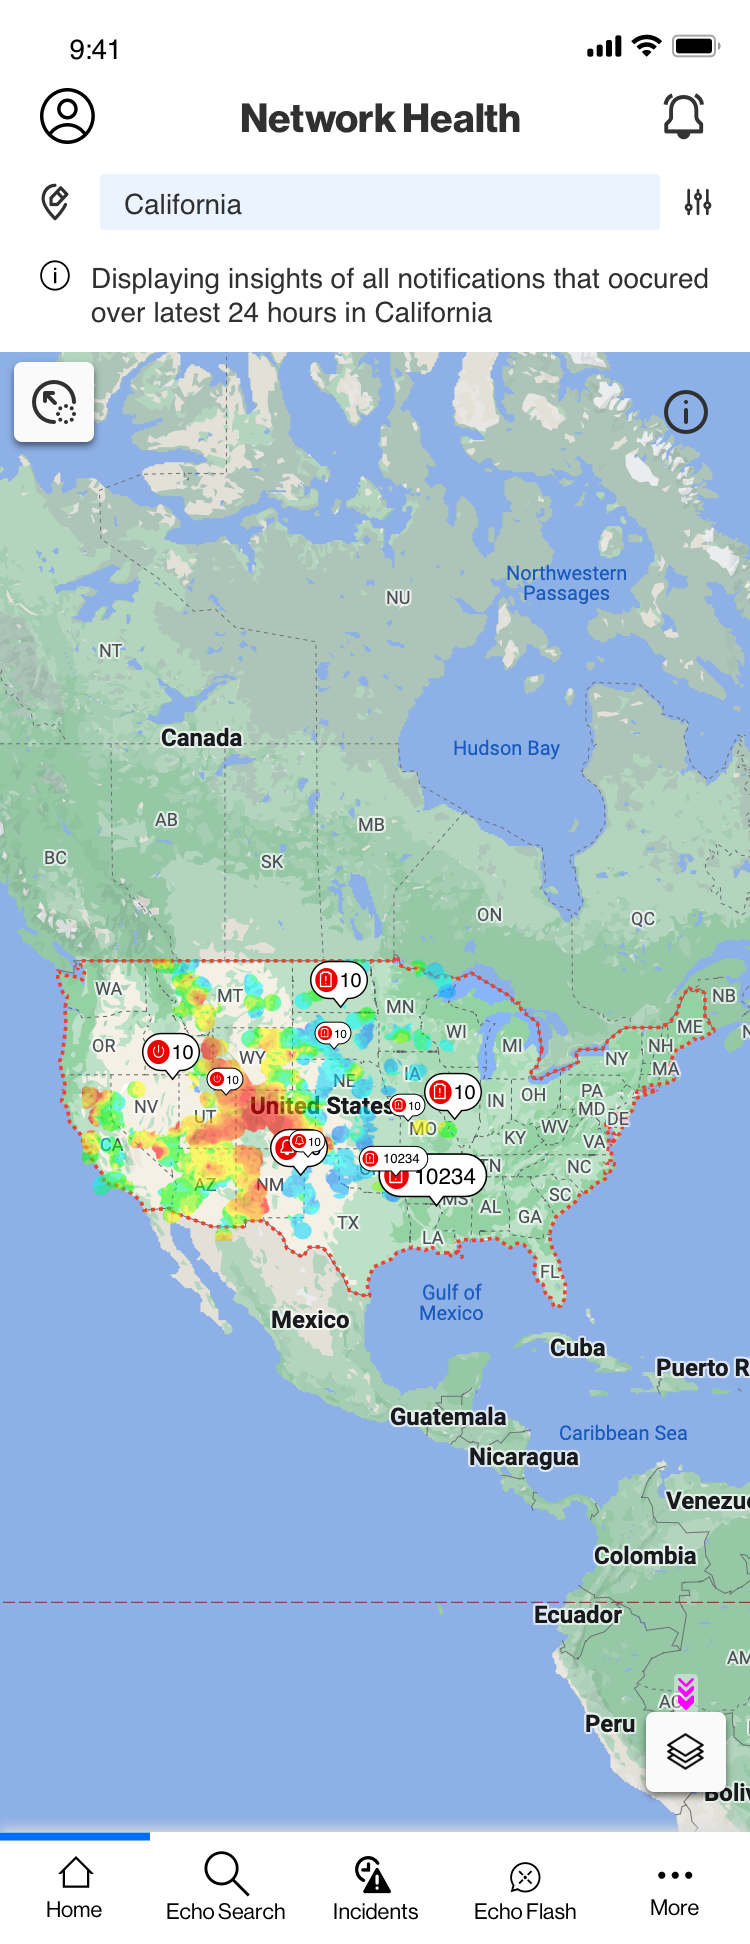 9:41
Network Health
California
Displaying insights of all notifications that oocured
over latest 24 hours in California
Northwestern
Passages
NU
NT
Canada
Hudson Bay
AB
MB
BC
SK
ON
QC
WA
MT
10
MN
NB
ME
OR
10
WY
10
WI
MI
NH
NY
MA
10
NE
IA
10
NV
UT
United States
10
IN
OH
PA
MD
DE
CA
10
MO
KY
WV
VA
AZ
NM
10234
10234
TN
NC
MS
AL
SC
GA
TX
LA
FL
Gulf of
Mexico
Mexico
Cuba
Puerto R
Guatemala
Caribbean Sea
Nicaragua
Venezu
Colombia
Ecuador
AM
AC
Peru
Boliv
Home
Echo Search
Incidents
Echo Flash
More